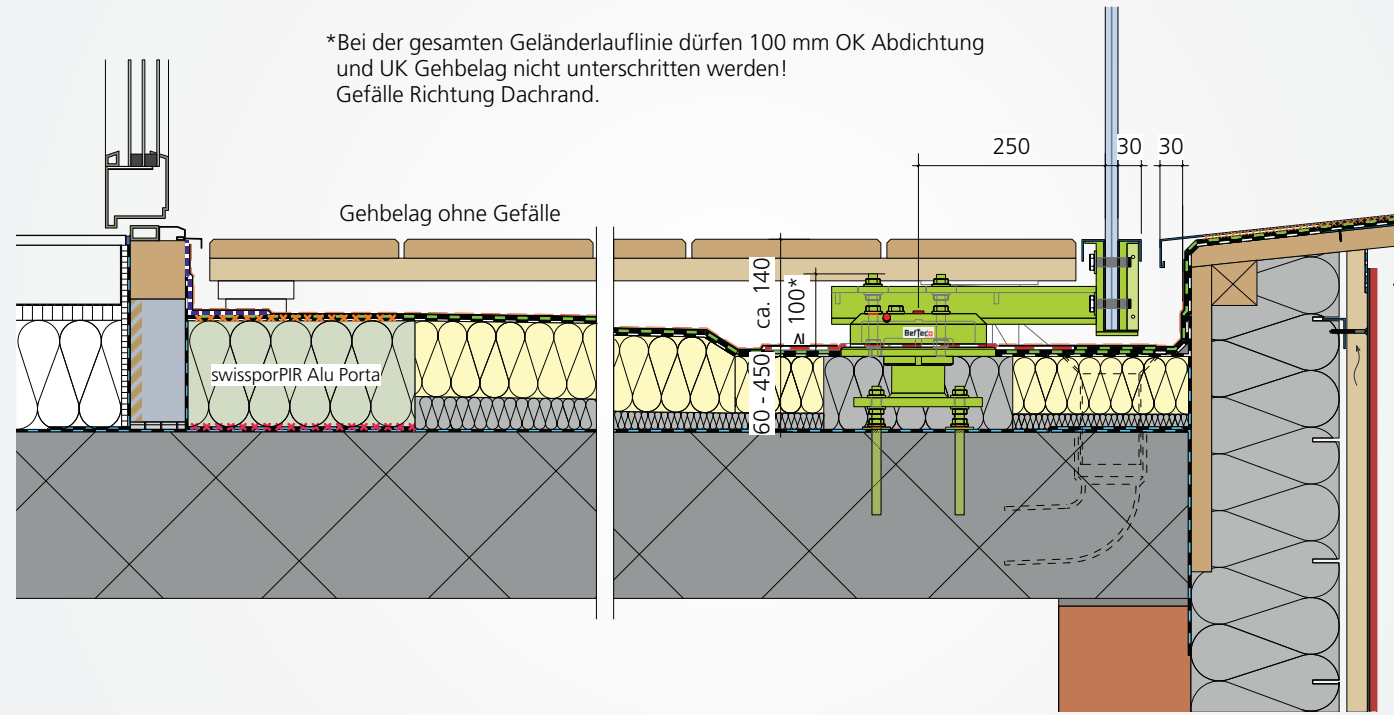 *Bei der gesamten Geländerlauflinie dürfen 100 mm OK Abdichtung
und UK Gehbelag nicht unterschritten werden!
Gefälle Richtung Dachrand.
250
30
30
Gehbelag ohne Gefälle
ca. 140
≥ 100*
BefTeco
swissporPIR Alu Porta
60 - 450